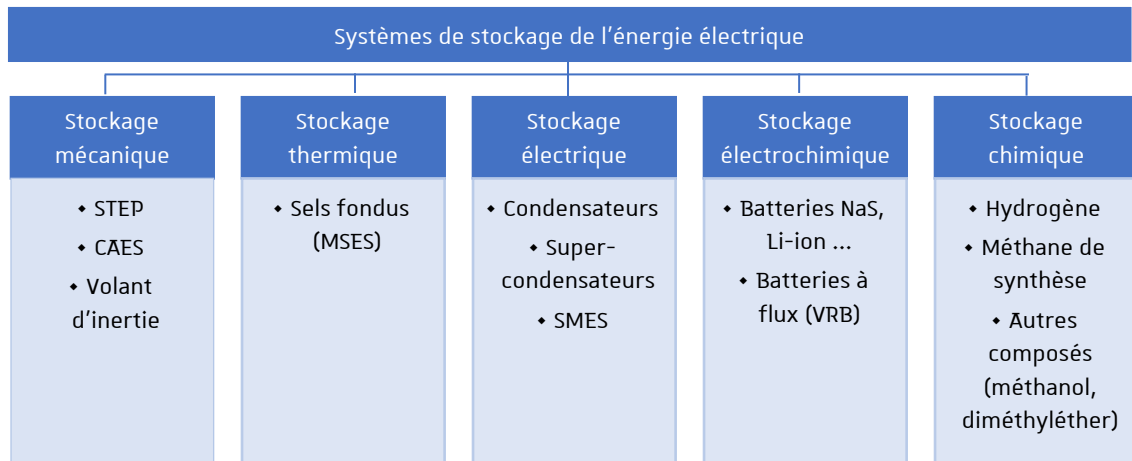 Systèmes de stockage de l'énergie électrique
Stockage
mécanique
⬥ STEP
⬥ CAES
⬥ Volant
d'inertie
Stockage
thermique
⬥ Sels fondus
(MSES)
Stockage
électrique
⬥ Condensateurs
⬥ Super-
condensateurs
⬥ SMES
Stockage
électrochimique
⬥ Batteries NaS,
Li-ion ...
⬥ Batteries à
flux (VRB)
Stockage
chimique
⬥ Hydrogène
⬥ Méthane de
synthèse
⬥ Autres
composés
(méthanol,
diméthyléther)